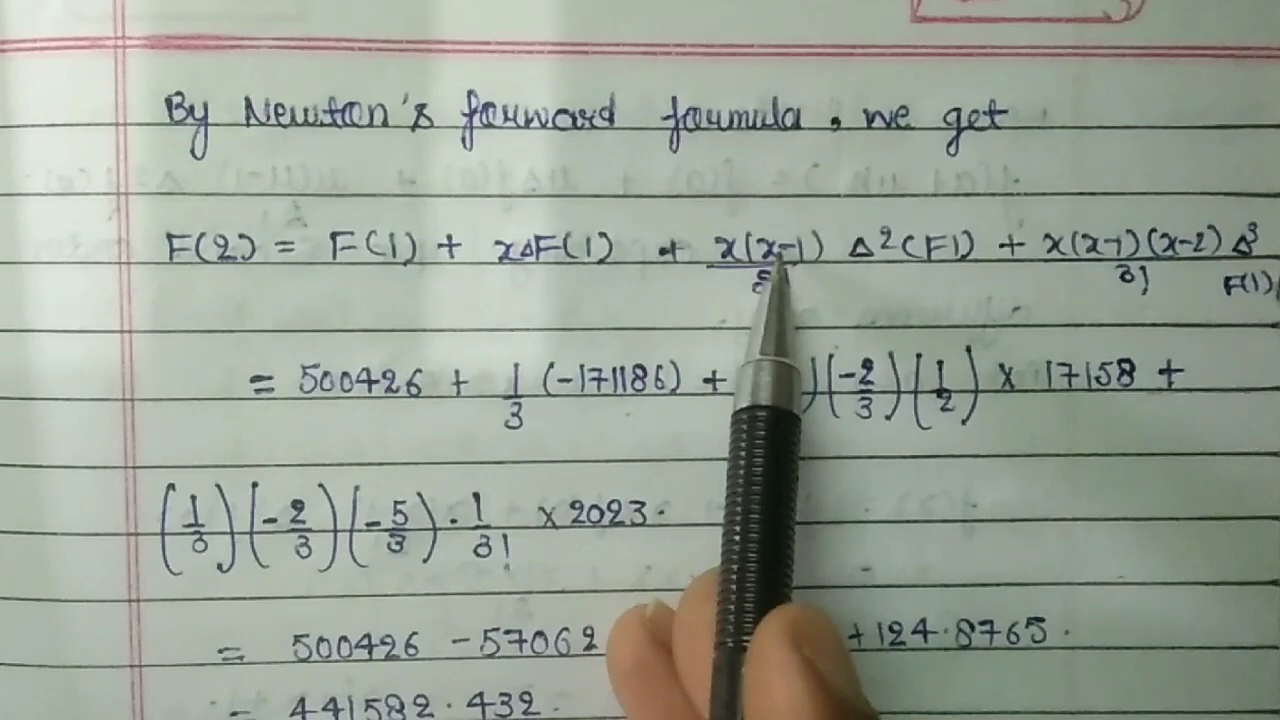 By Newton's forward formula, we get
F(2) = F(1) + xΔF(1) + x(x-1)/2! Δ²(F1) + x(x-1)(x-2)/3! Δ³ F(1)
= 500426 + 1/3 (-171186) + )(-2/3)(1/2) × 17158 +
(1/3)(-2/3)(-5/3) · 1/3! × 2023.
= 500426 - 57062 +124.8765.
= 441582.432.